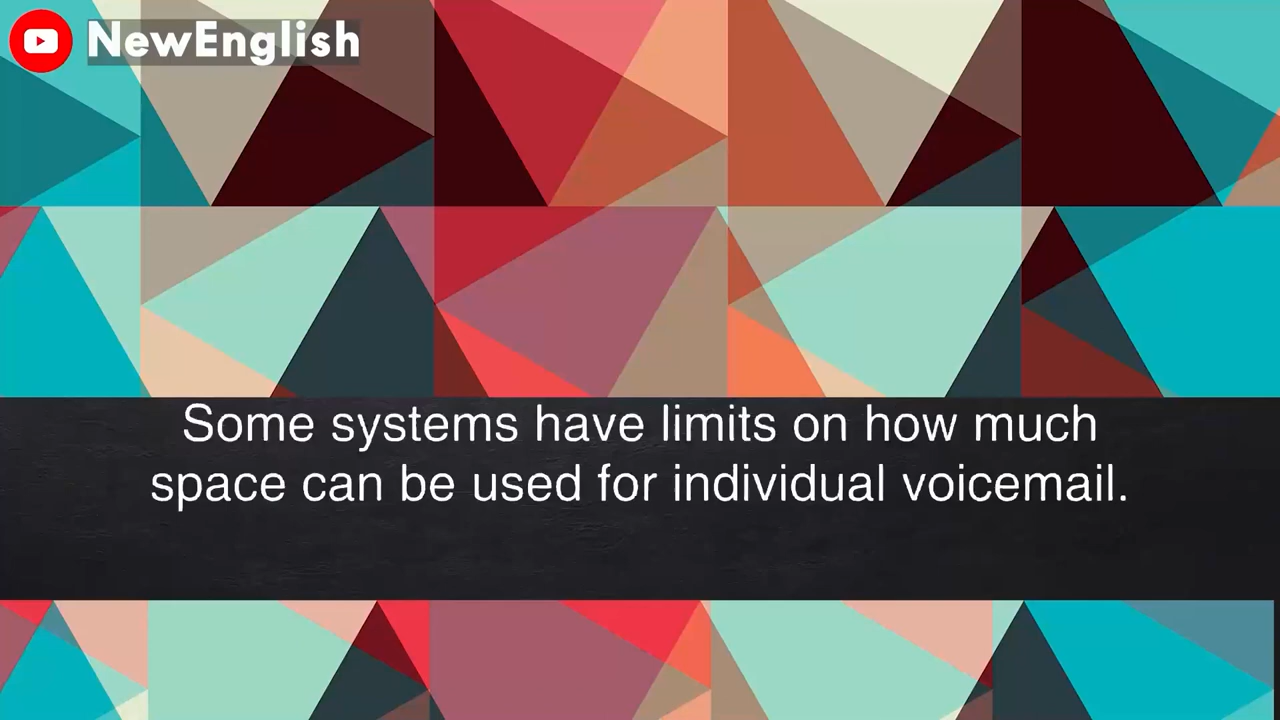 NewEnglish
Some systems have limits on how much
space can be used for individual voicemail.